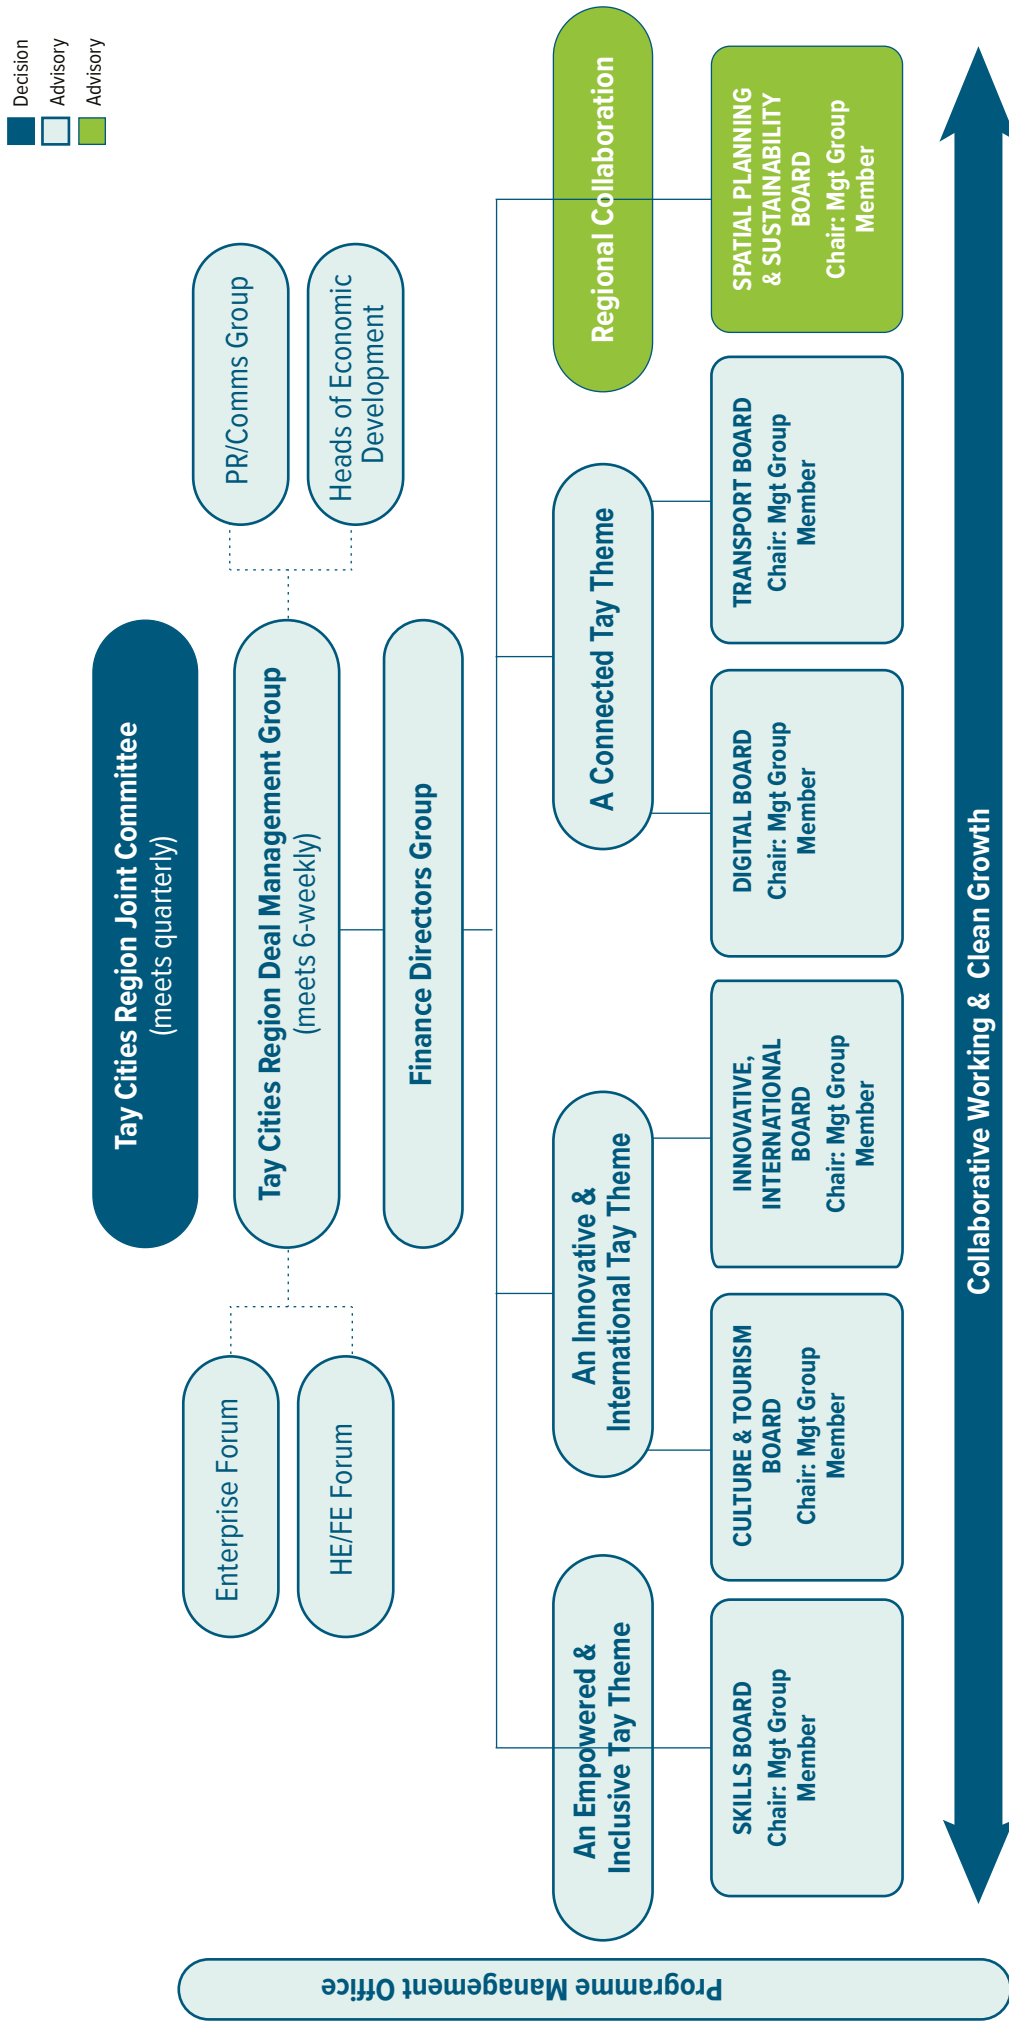 Decision
Advisory
Advisory
Tay Cities Region Joint Committee
(meets quarterly)
Tay Cities Region Deal Management Group
(meets 6-weekly)
Finance Directors Group
Enterprise Forum
HE/FE Forum
PR/Comms Group
Heads of Economic
Development
An Empowered &
Inclusive Tay Theme
An Innovative &
International Tay Theme
A Connected Tay Theme
Regional Collaboration
SKILLS BOARD
Chair: Mgt Group
Member
CULTURE & TOURISM
BOARD
Chair: Mgt Group
Member
INNOVATIVE,
INTERNATIONAL
BOARD
Chair: Mgt Group
Member
DIGITAL BOARD
Chair: Mgt Group
Member
TRANSPORT BOARD
Chair: Mgt Group
Member
SPATIAL PLANNING
& SUSTAINABILITY
BOARD
Chair: Mgt Group
Member
Collaborative Working & Clean Growth
Programme Management Office